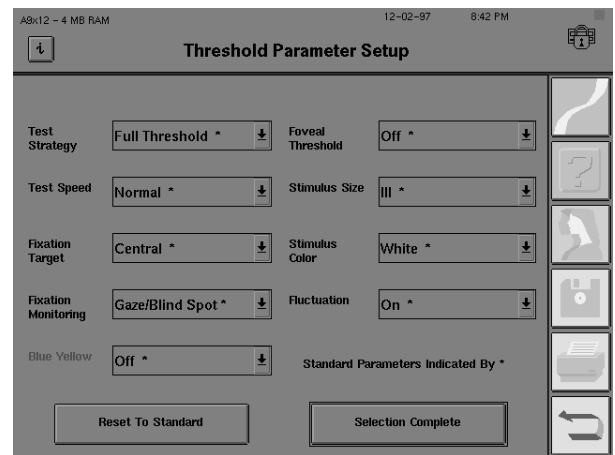 A9x12 – 4 MB RAM
12–02–97 8:42 PM
i
Threshold Parameter Setup
Test Strategy
Full Threshold *
Foveal Threshold
Off *
Test Speed
Normal *
Stimulus Size
III *
Fixation Target
Central *
Stimulus Color
White *
Fixation Monitoring
Gaze/Blind Spot *
Fluctuation
On *
Blue Yellow
Off *
Standard Parameters Indicated By *
Reset To Standard
Selection Complete
?